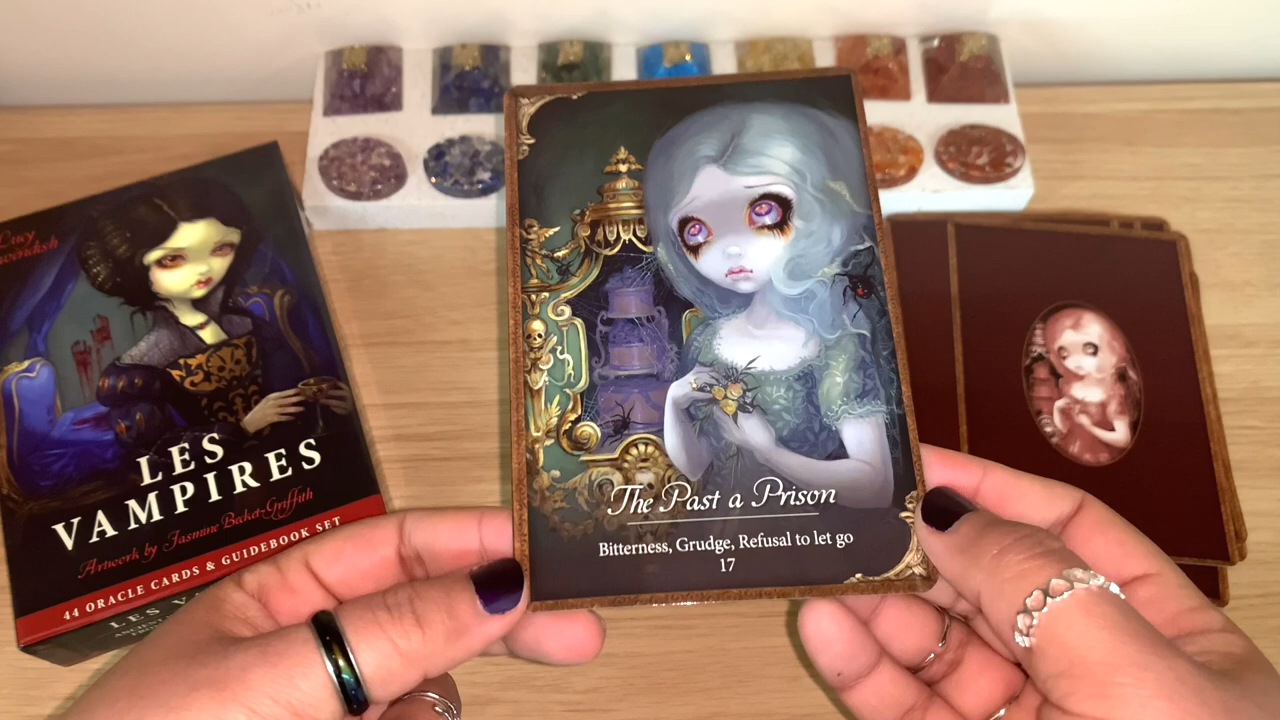 Lucy
LES
VAMPIRES
Artwork by Jasmine Becket-Griffith
44 ORACLE CARDS & GUIDEBOOK SET
The Past a Prison
Bitterness, Grudge, Refusal to let go
17